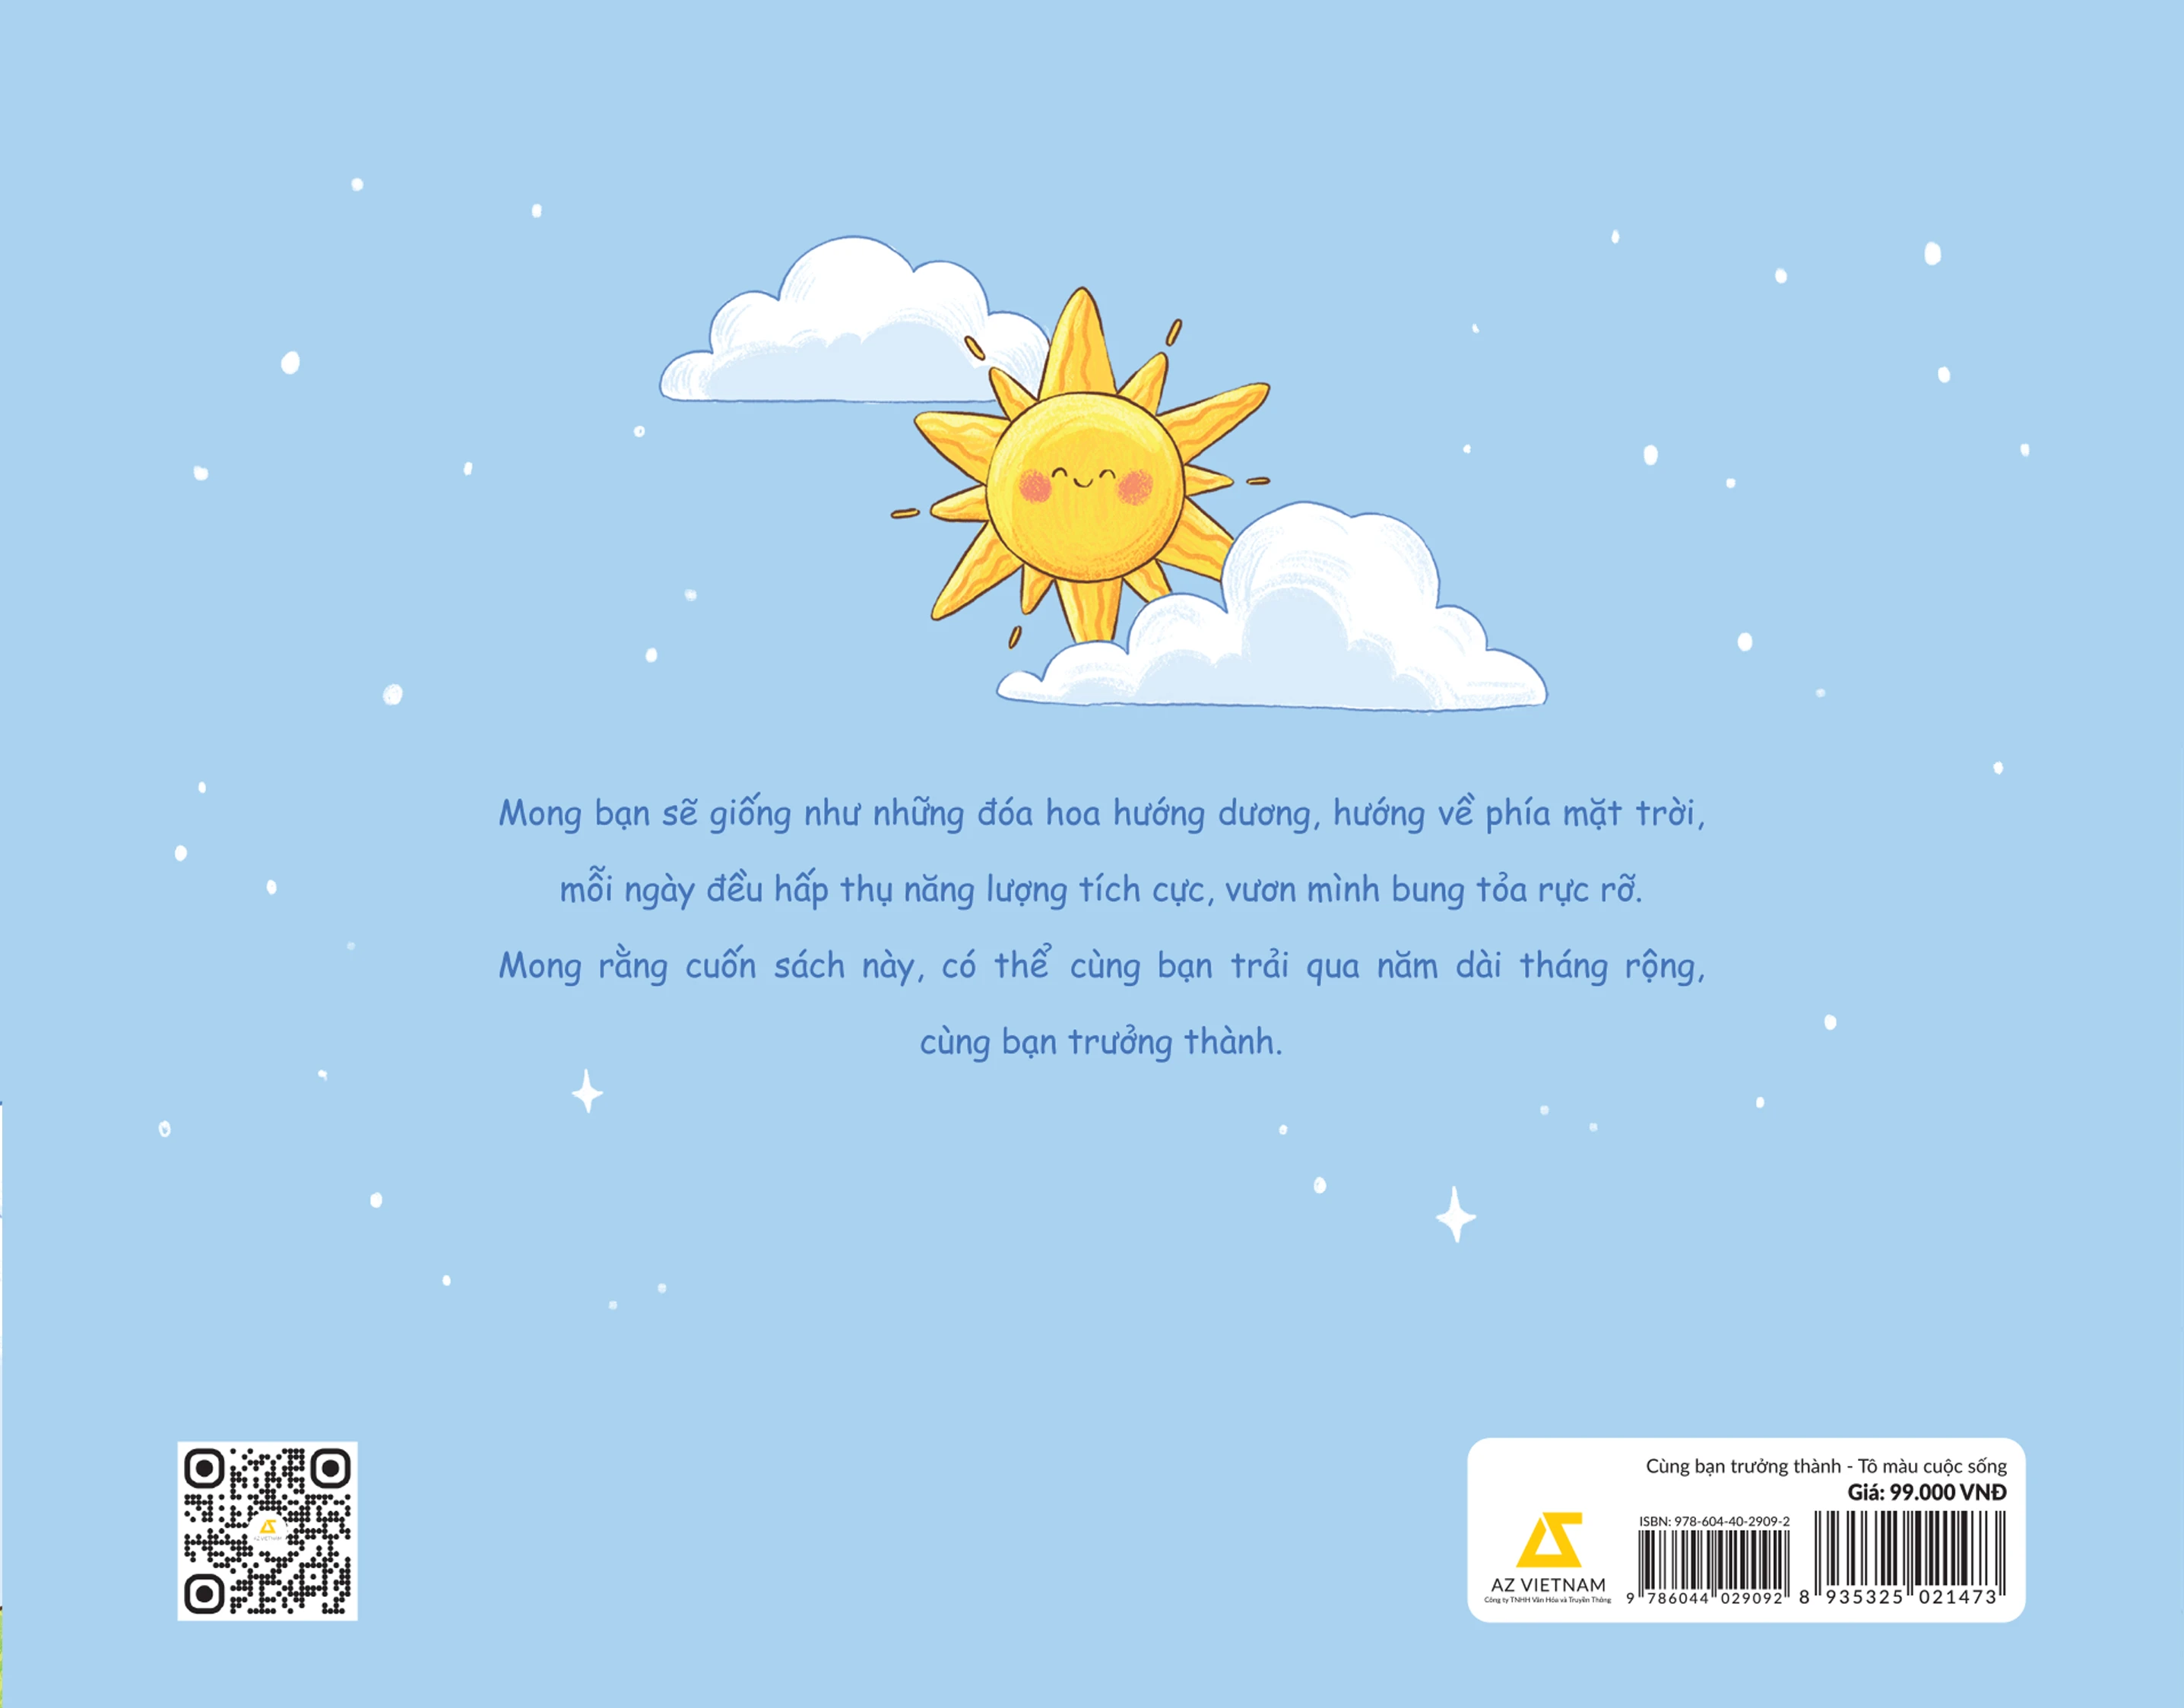 Mong bạn sẽ giống như những đóa hoa hướng dương, hướng về phía mặt trời,
mỗi ngày đều hấp thụ năng lượng tích cực, vươn mình bung tỏa rực rỡ.
Mong rằng cuốn sách này, có thể cùng bạn trải qua năm dài tháng rộng,
cùng bạn trưởng thành.
AZ VIETNAM
Cùng bạn trưởng thành - Tô màu cuộc sống
Giá: 99.000 VNĐ
ISBN: 978-604-40-2909-2
AZ VIETNAM
Công ty TNHH Văn Hóa và Truyền Thông
9 786044 029092
8 935325 021473